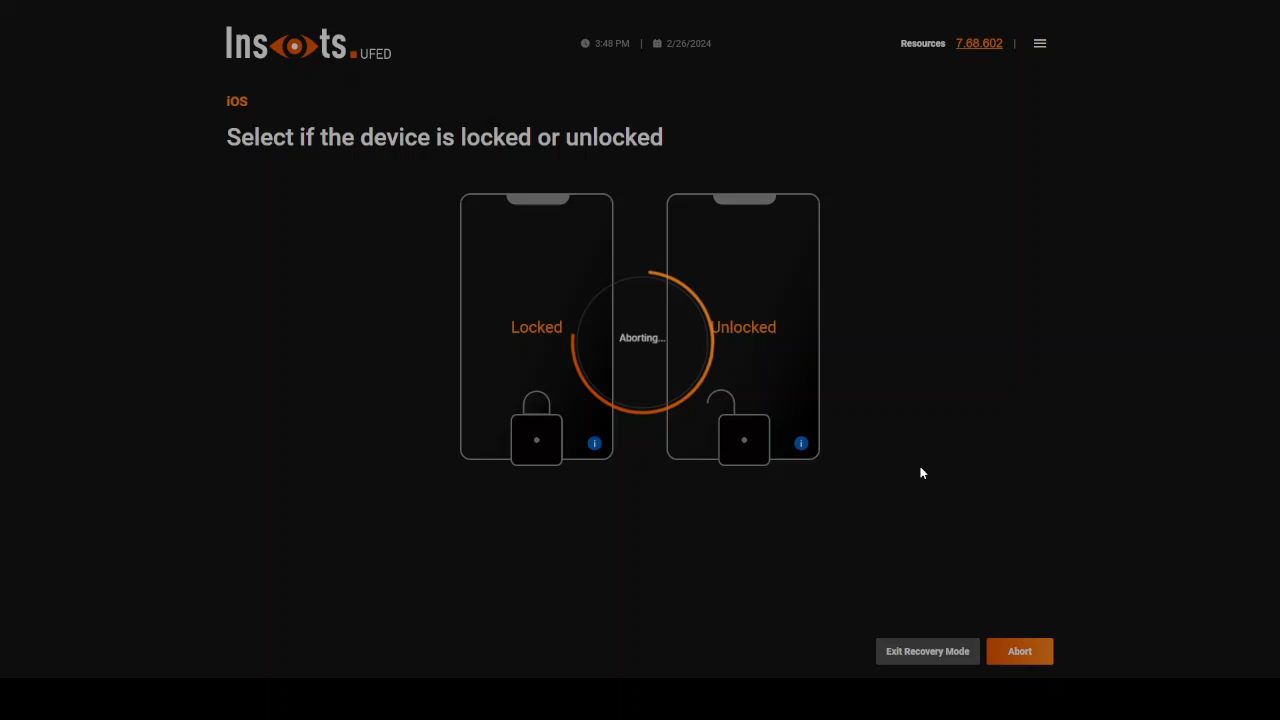 Ins ts. UFED
3:48 PM | 2/26/2024
Resources 7.68.602 |
iOS
Select if the device is locked or unlocked
Locked
Aborting...
Unlocked
i
i
Exit Recovery Mode
Abort